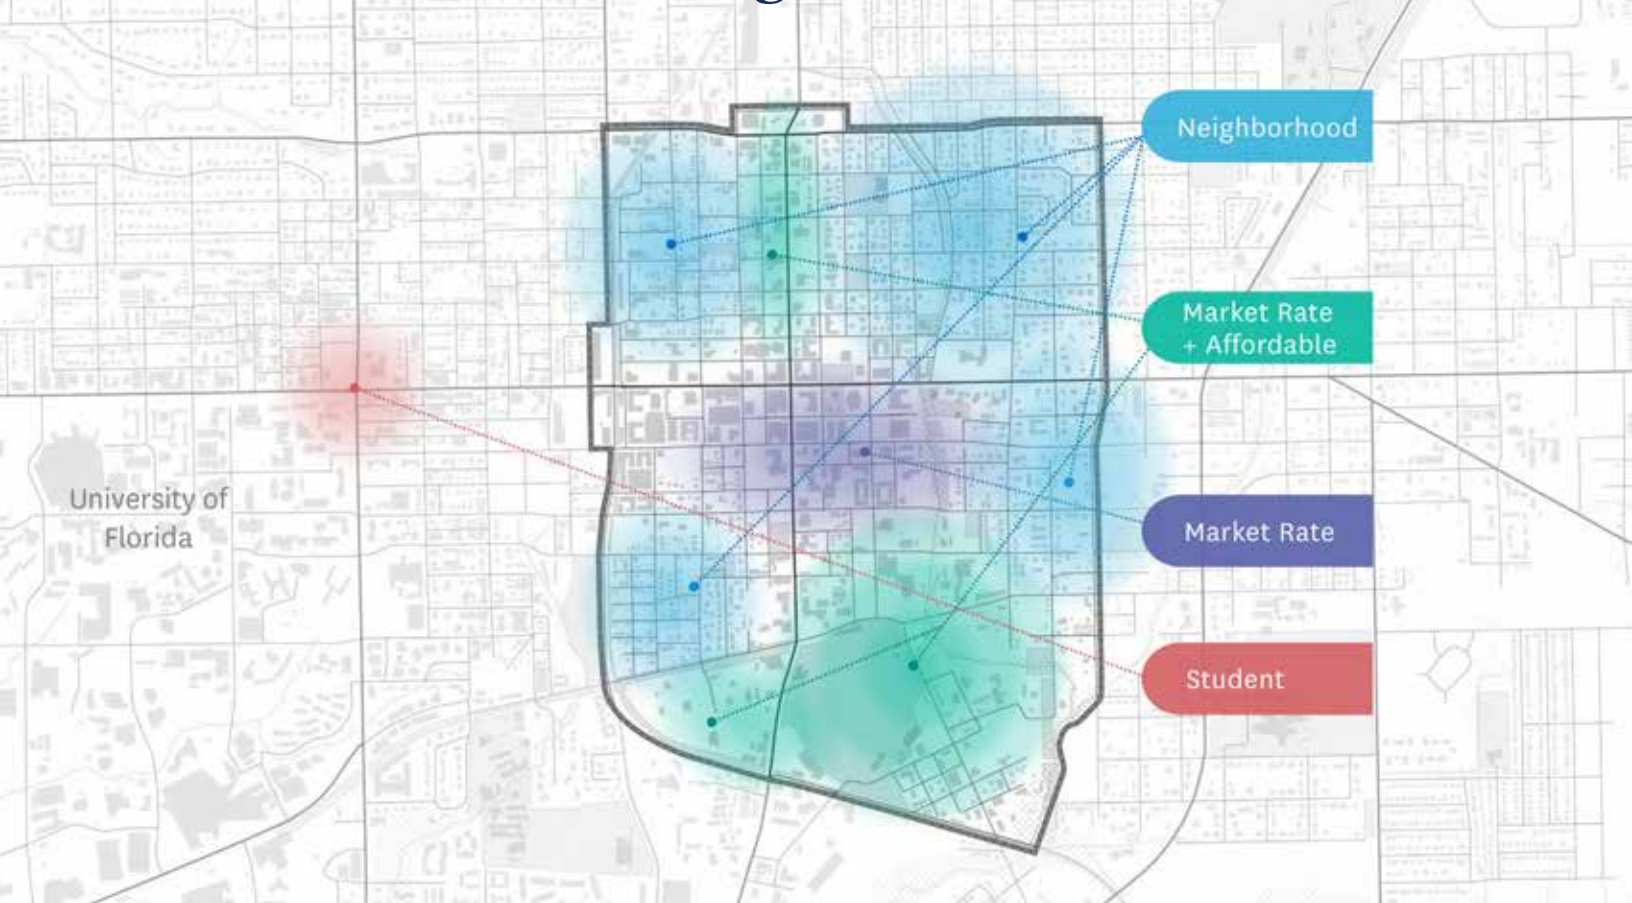 Neighborhood
Market Rate
+ Affordable
University of
Florida
Market Rate
Student